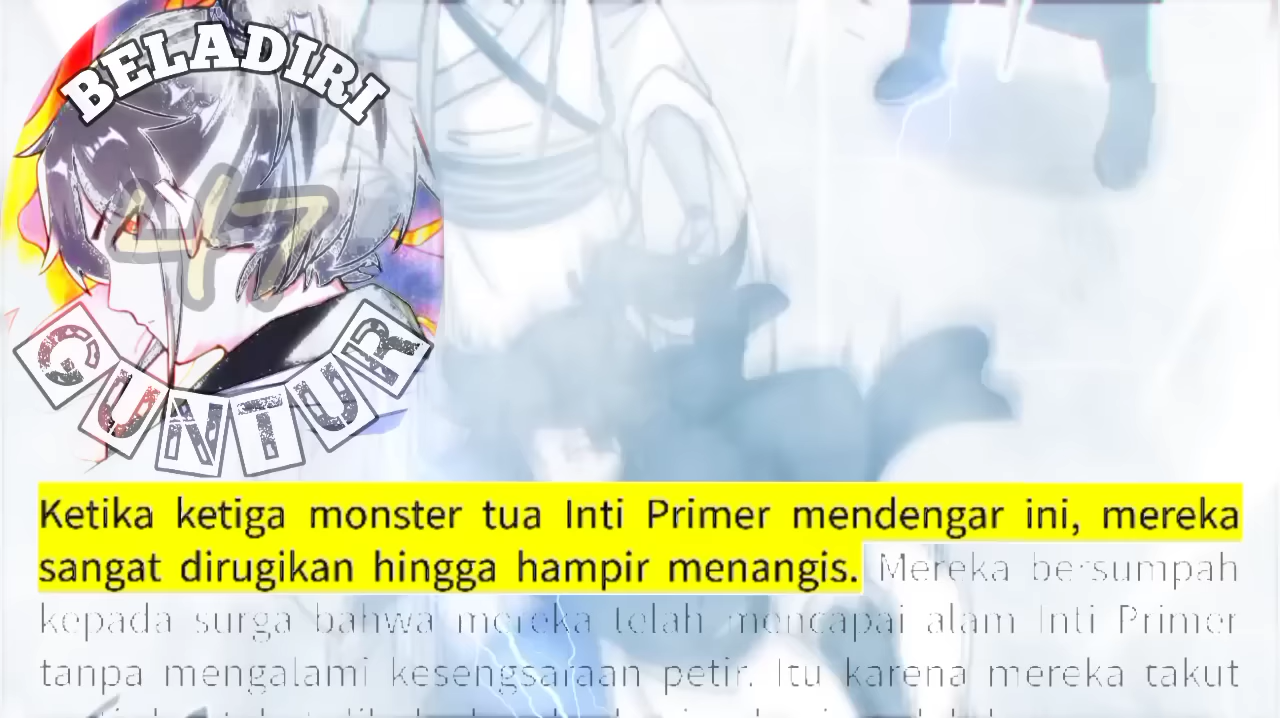 BELADIRI
47
GUNTUR
Ketika ketiga monster tua Inti Primer mendengar ini, mereka
sangat dirugikan hingga hampir menangis. Mereka bersumpah
kepada surga bahwa mereka telah mencapai alam Inti Primer
tanpa mengalami kesengsaraan petir. Itu karena mereka takut